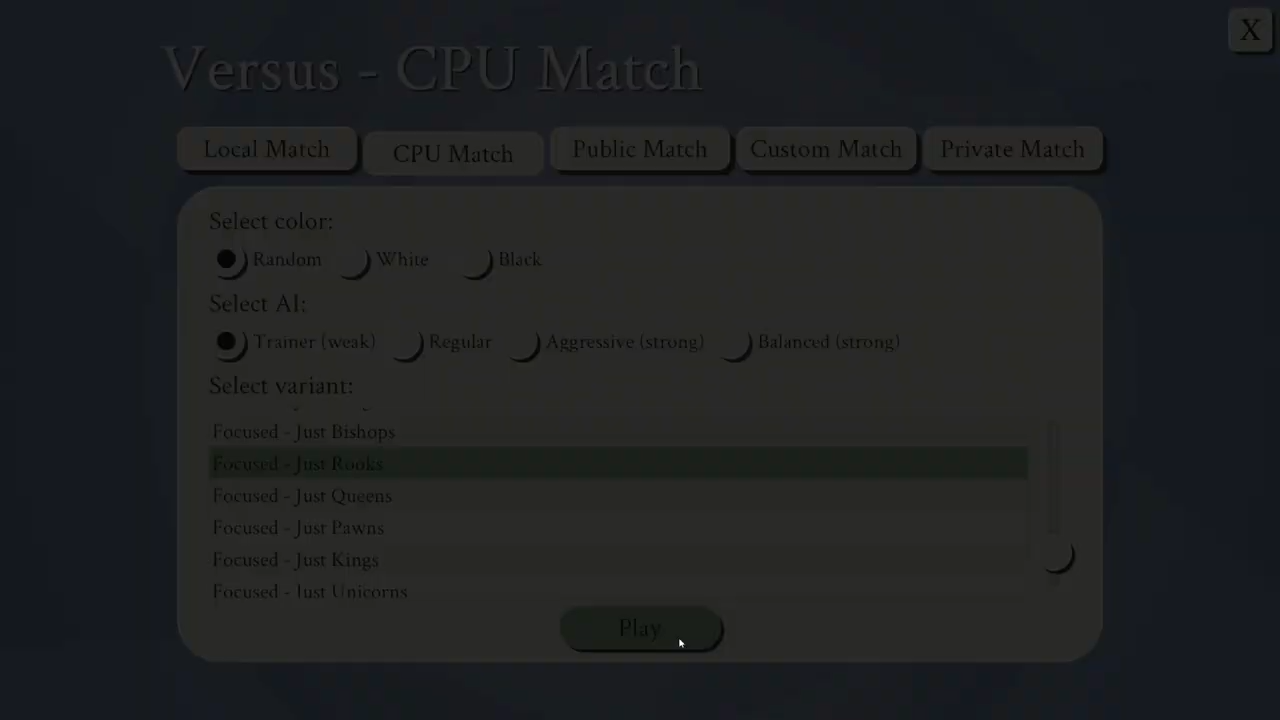 X
Versus - CPU Match
Local Match CPU Match Public Match Custom Match Private Match
Select color:
Random White Black
Select AI:
Trainer (weak) Regular Aggressive (strong) Balanced (strong)
Select variant:
Focused - Just Bishops
Focused - Just Rooks
Focused - Just Queens
Focused - Just Pawns
Focused - Just Kings
Focused - Just Unicorns
Play